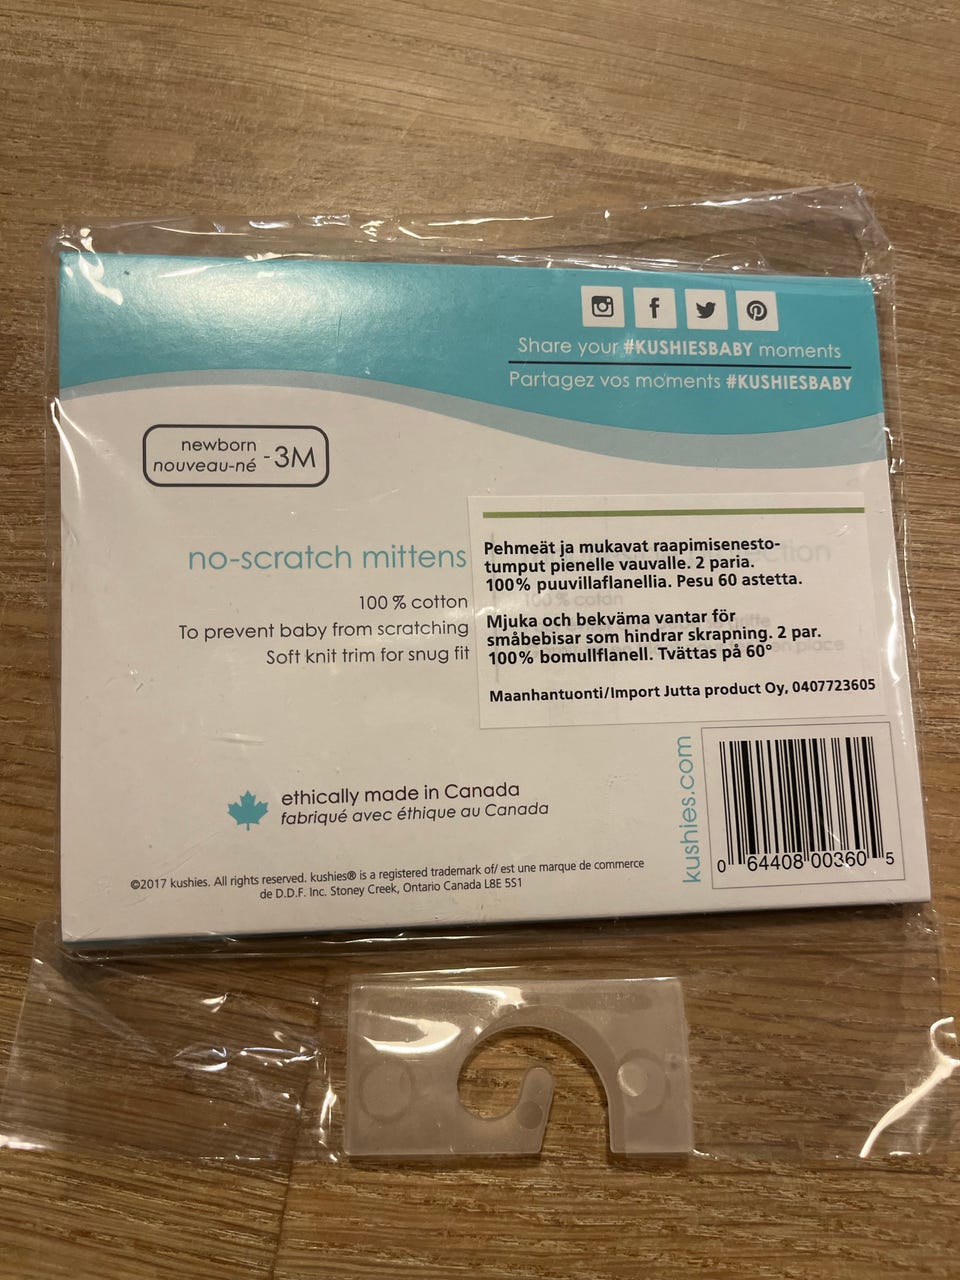 Share your #KUSHIESBABY moments
Partagez vos moments #KUSHIESBABY
newborn
nouveau-né
-3M
no-scratch mittens
100 % cotton
To prevent baby from scratching
Soft knit trim for snug fit
Pehmeät ja mukavat raapimisenesto-
tumput pienelle vauvalle. 2 paria.
100% puuvillaflanellia. Pesu 60 astetta.
Mjuka och bekväma vantar för
småbebisar som hindrar skrapning. 2 par.
100% bomullflanell. Tvättas på 60°
Maanhantuonti/Import Jutta product Oy, 0407723605
ethically made in Canada
fabriqué avec éthique au Canada
kushies.com
0 64408 00360 5
©2017 kushies. All rights reserved. kushies® is a registered trademark of/ est une marque de commerce
de D.D.F. Inc. Stoney Creek, Ontario Canada L8E 5S1